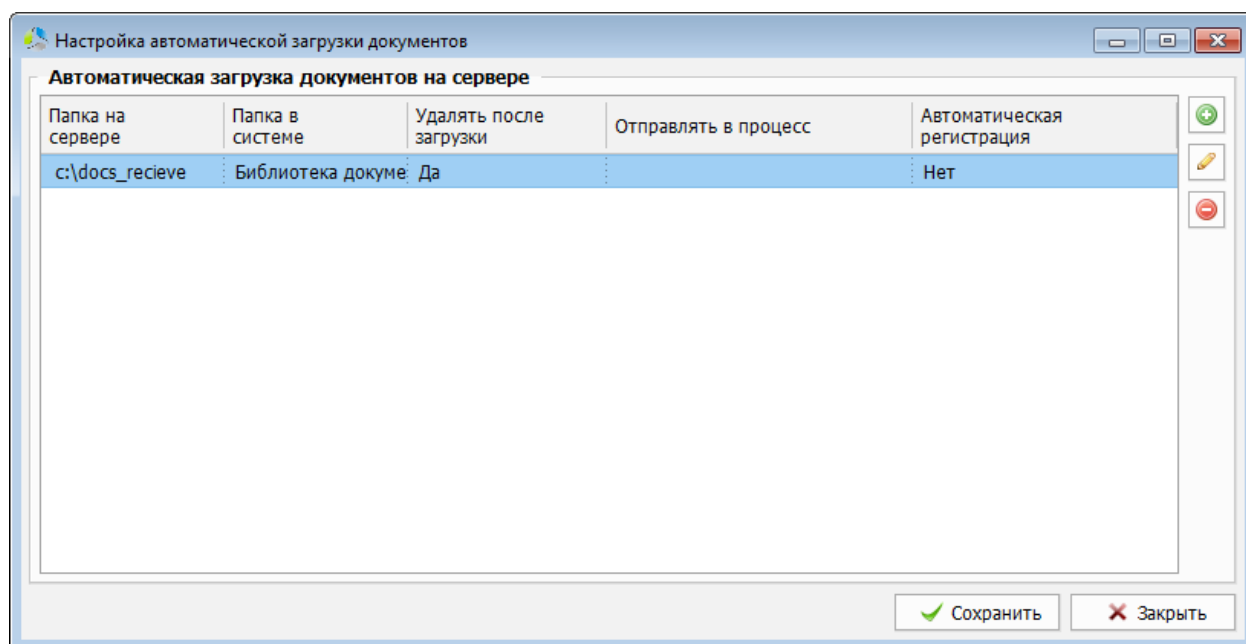 Настройка автоматической загрузки документов
Автоматическая загрузка документов на сервере
Папка на
сервере
Папка в
системе
Удалять после
загрузки
Отправлять в процесс
Автоматическая
регистрация
c:\docs_recieve
Библиотека докуме
Да
Нет
Сохранить
Закрыть